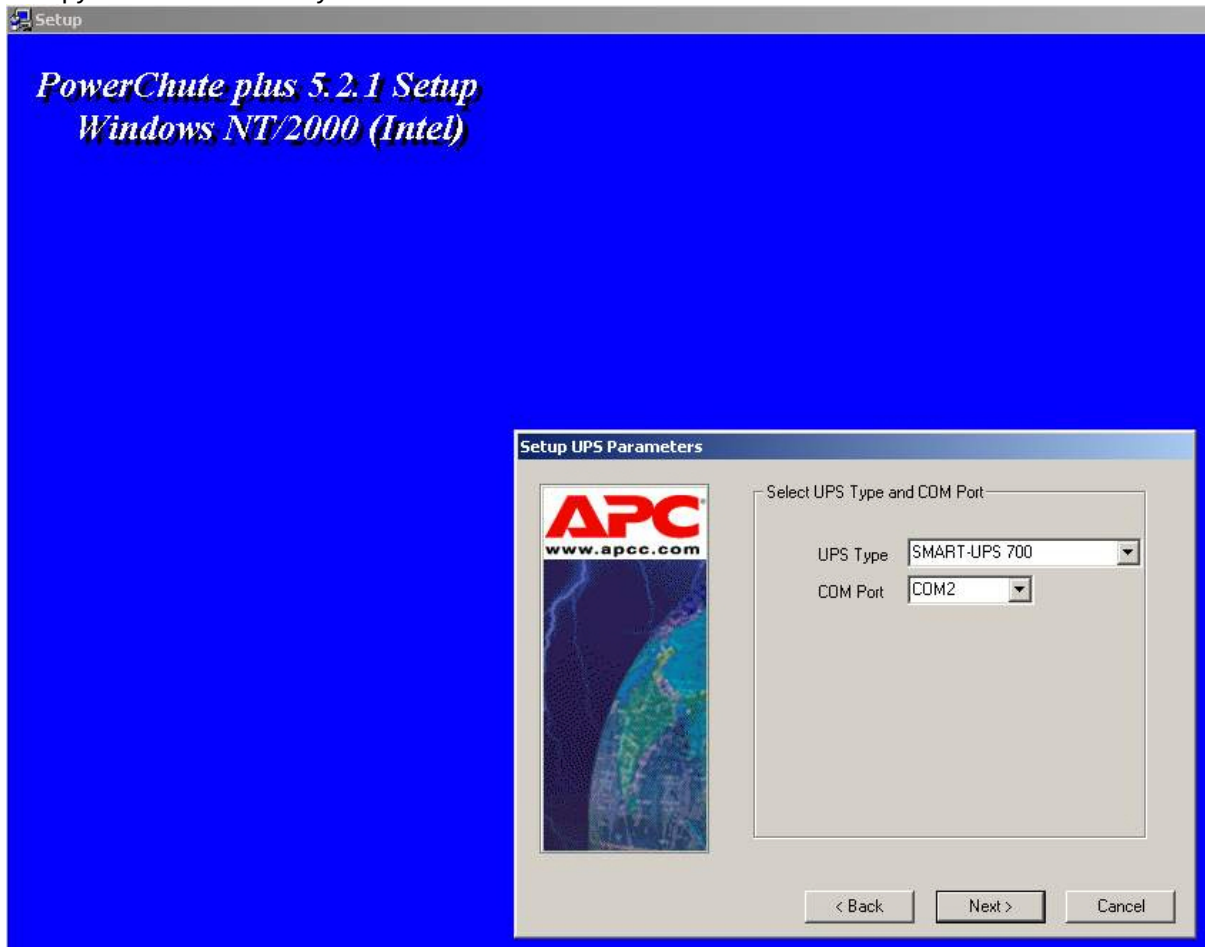 Setup
PowerChute plus 5.2.1 Setup
Windows NT/2000 (Intel)
Setup UPS Parameters
APC
www.apcc.com
Select UPS Type and COM Port
UPS Type SMART-UPS 700
COM Port COM2
< Back Next > Cancel